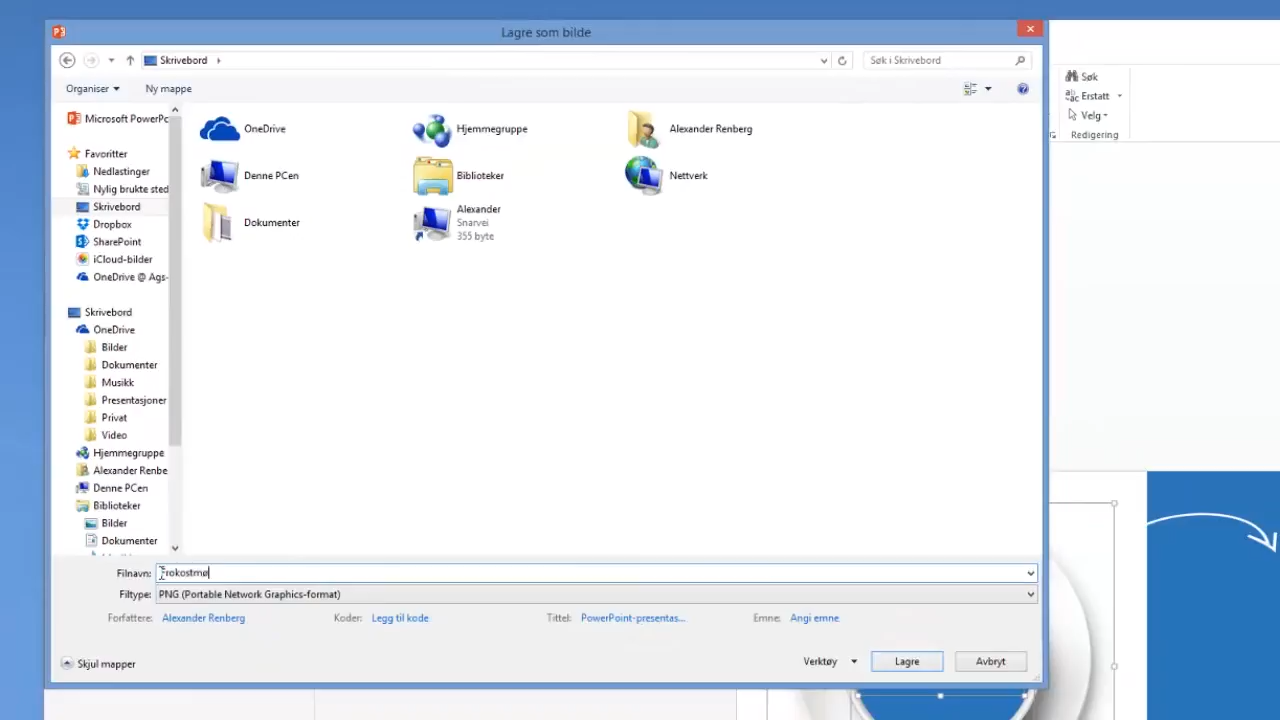 Lagre som bilde
Skrivebord
Søk i Skrivebord
Organiser
Ny mappe
Microsoft PowerPo
Favoritter
Nedlastinger
Nylig brukte sted
Skrivebord
Dropbox
SharePoint
iCloud-bilder
OneDrive @ Ags-
Skrivebord
OneDrive
Bilder
Dokumenter
Musikk
Presentasjoner
Privat
Video
Hjemmegruppe
Alexander Renbe
Denne PCen
Biblioteker
Bilder
Dokumenter
OneDrive
Hjemmegruppe
Alexander Renberg
Denne PCen
Biblioteker
Nettverk
Dokumenter
Alexander
Snarvei
355 byte
Filnavn: Frokostmø
Filtype: PNG (Portable Network Graphics-format)
Forfattere: Alexander Renberg Koder: Legg til kode Tittel: PowerPoint-presentas... Emne: Angi emne
Skjul mapper
Verktøy Lagre Avbryt
Søk
Erstatt
Velg
Redigering